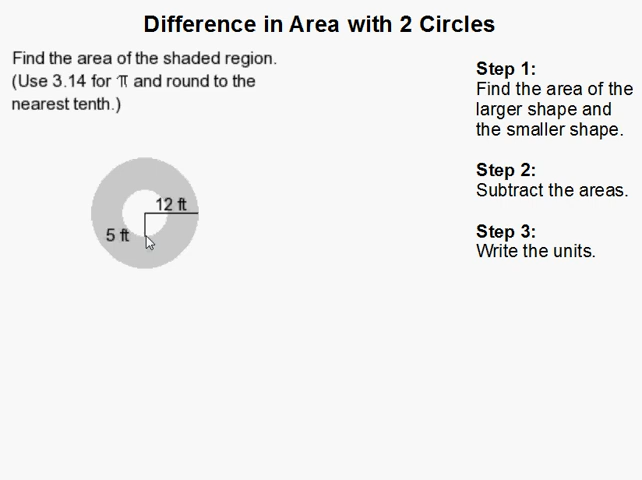 Difference in Area with 2 Circles
Find the area of the shaded region.
(Use 3.14 for π and round to the
nearest tenth.)
12 ft
5 ft
Step 1:
Find the area of the
larger shape and
the smaller shape.
Step 2:
Subtract the areas.
Step 3:
Write the units.